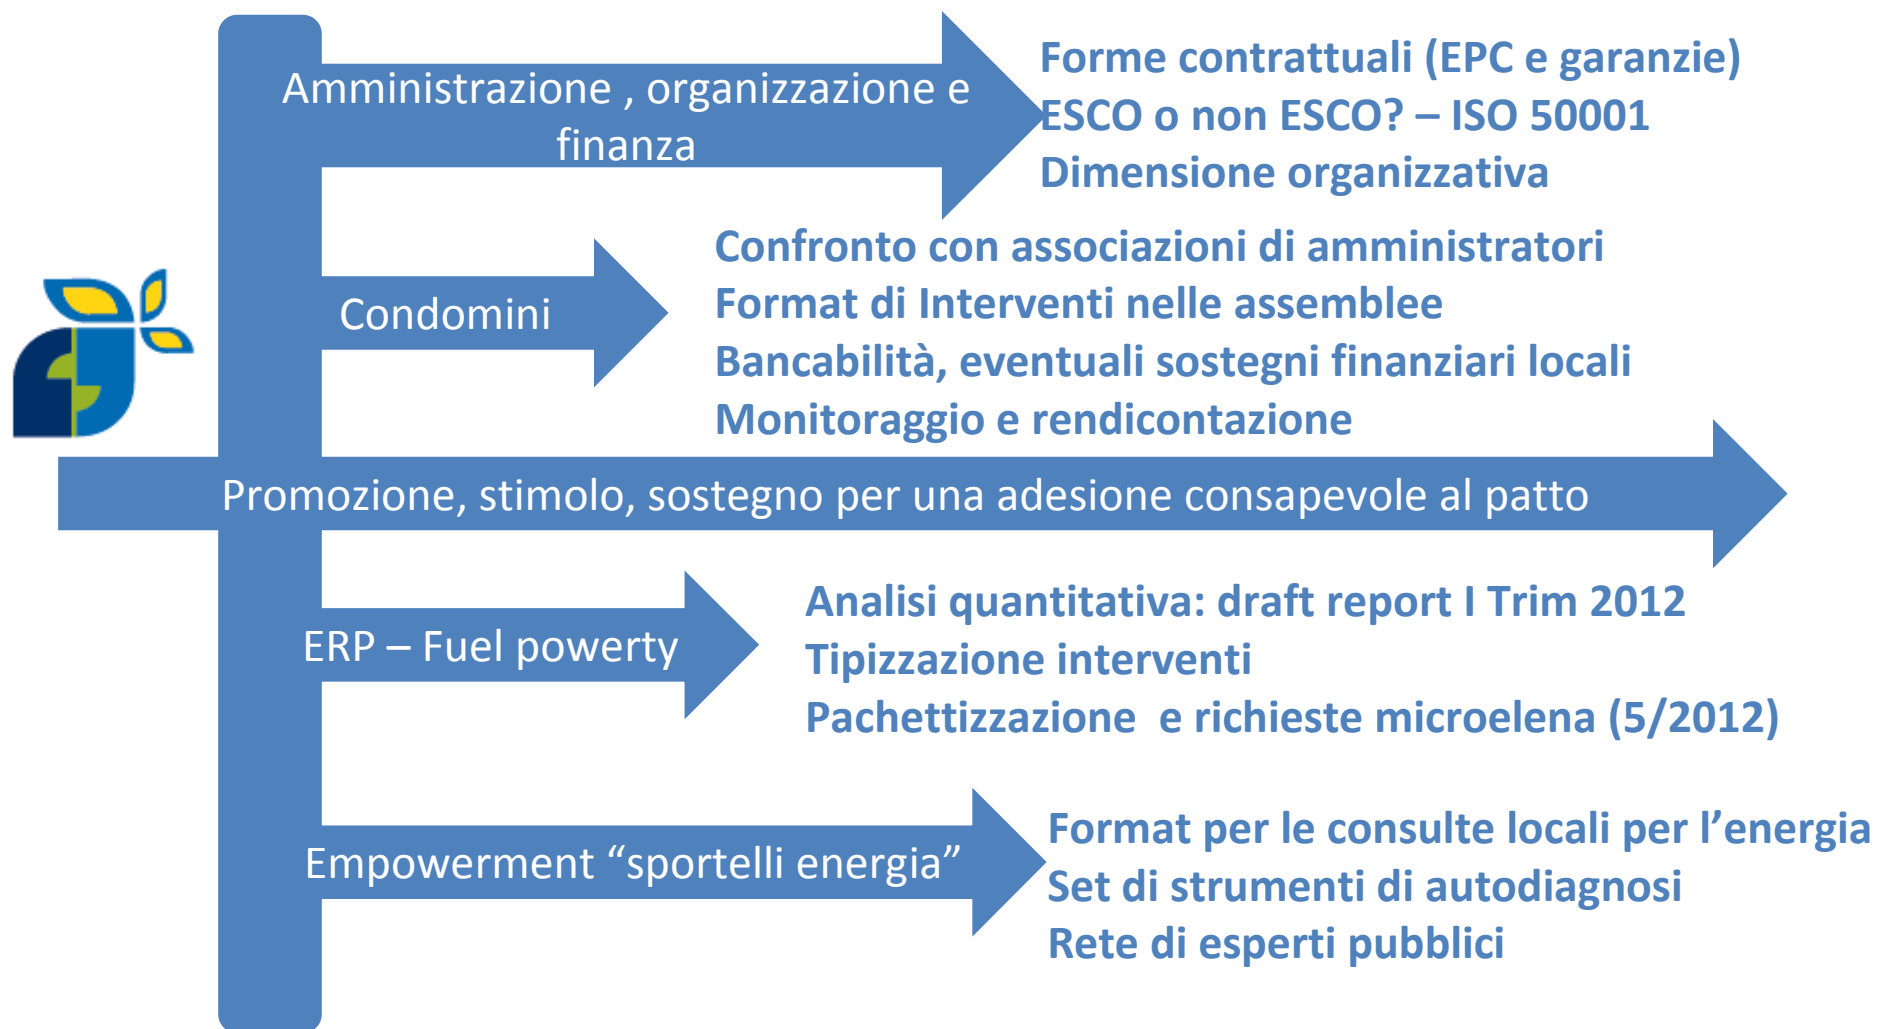 Amministrazione , organizzazione e
finanza
Forme contrattuali (EPC e garanzie)
ESCO o non ESCO? – ISO 50001
Dimensione organizzativa
Condomini
Confronto con associazioni di amministratori
Format di Interventi nelle assemblee
Bancabilità, eventuali sostegni finanziari locali
Monitoraggio e rendicontazione
Promozione, stimolo, sostegno per una adesione consapevole al patto
ERP – Fuel powerty
Analisi quantitativa: draft report I Trim 2012
Tipizzazione interventi
Pachettizzazione  e richieste microelena (5/2012)
Empowerment “sportelli energia”
Format per le consulte locali per l’energia
Set di strumenti di autodiagnosi
Rete di esperti pubblici